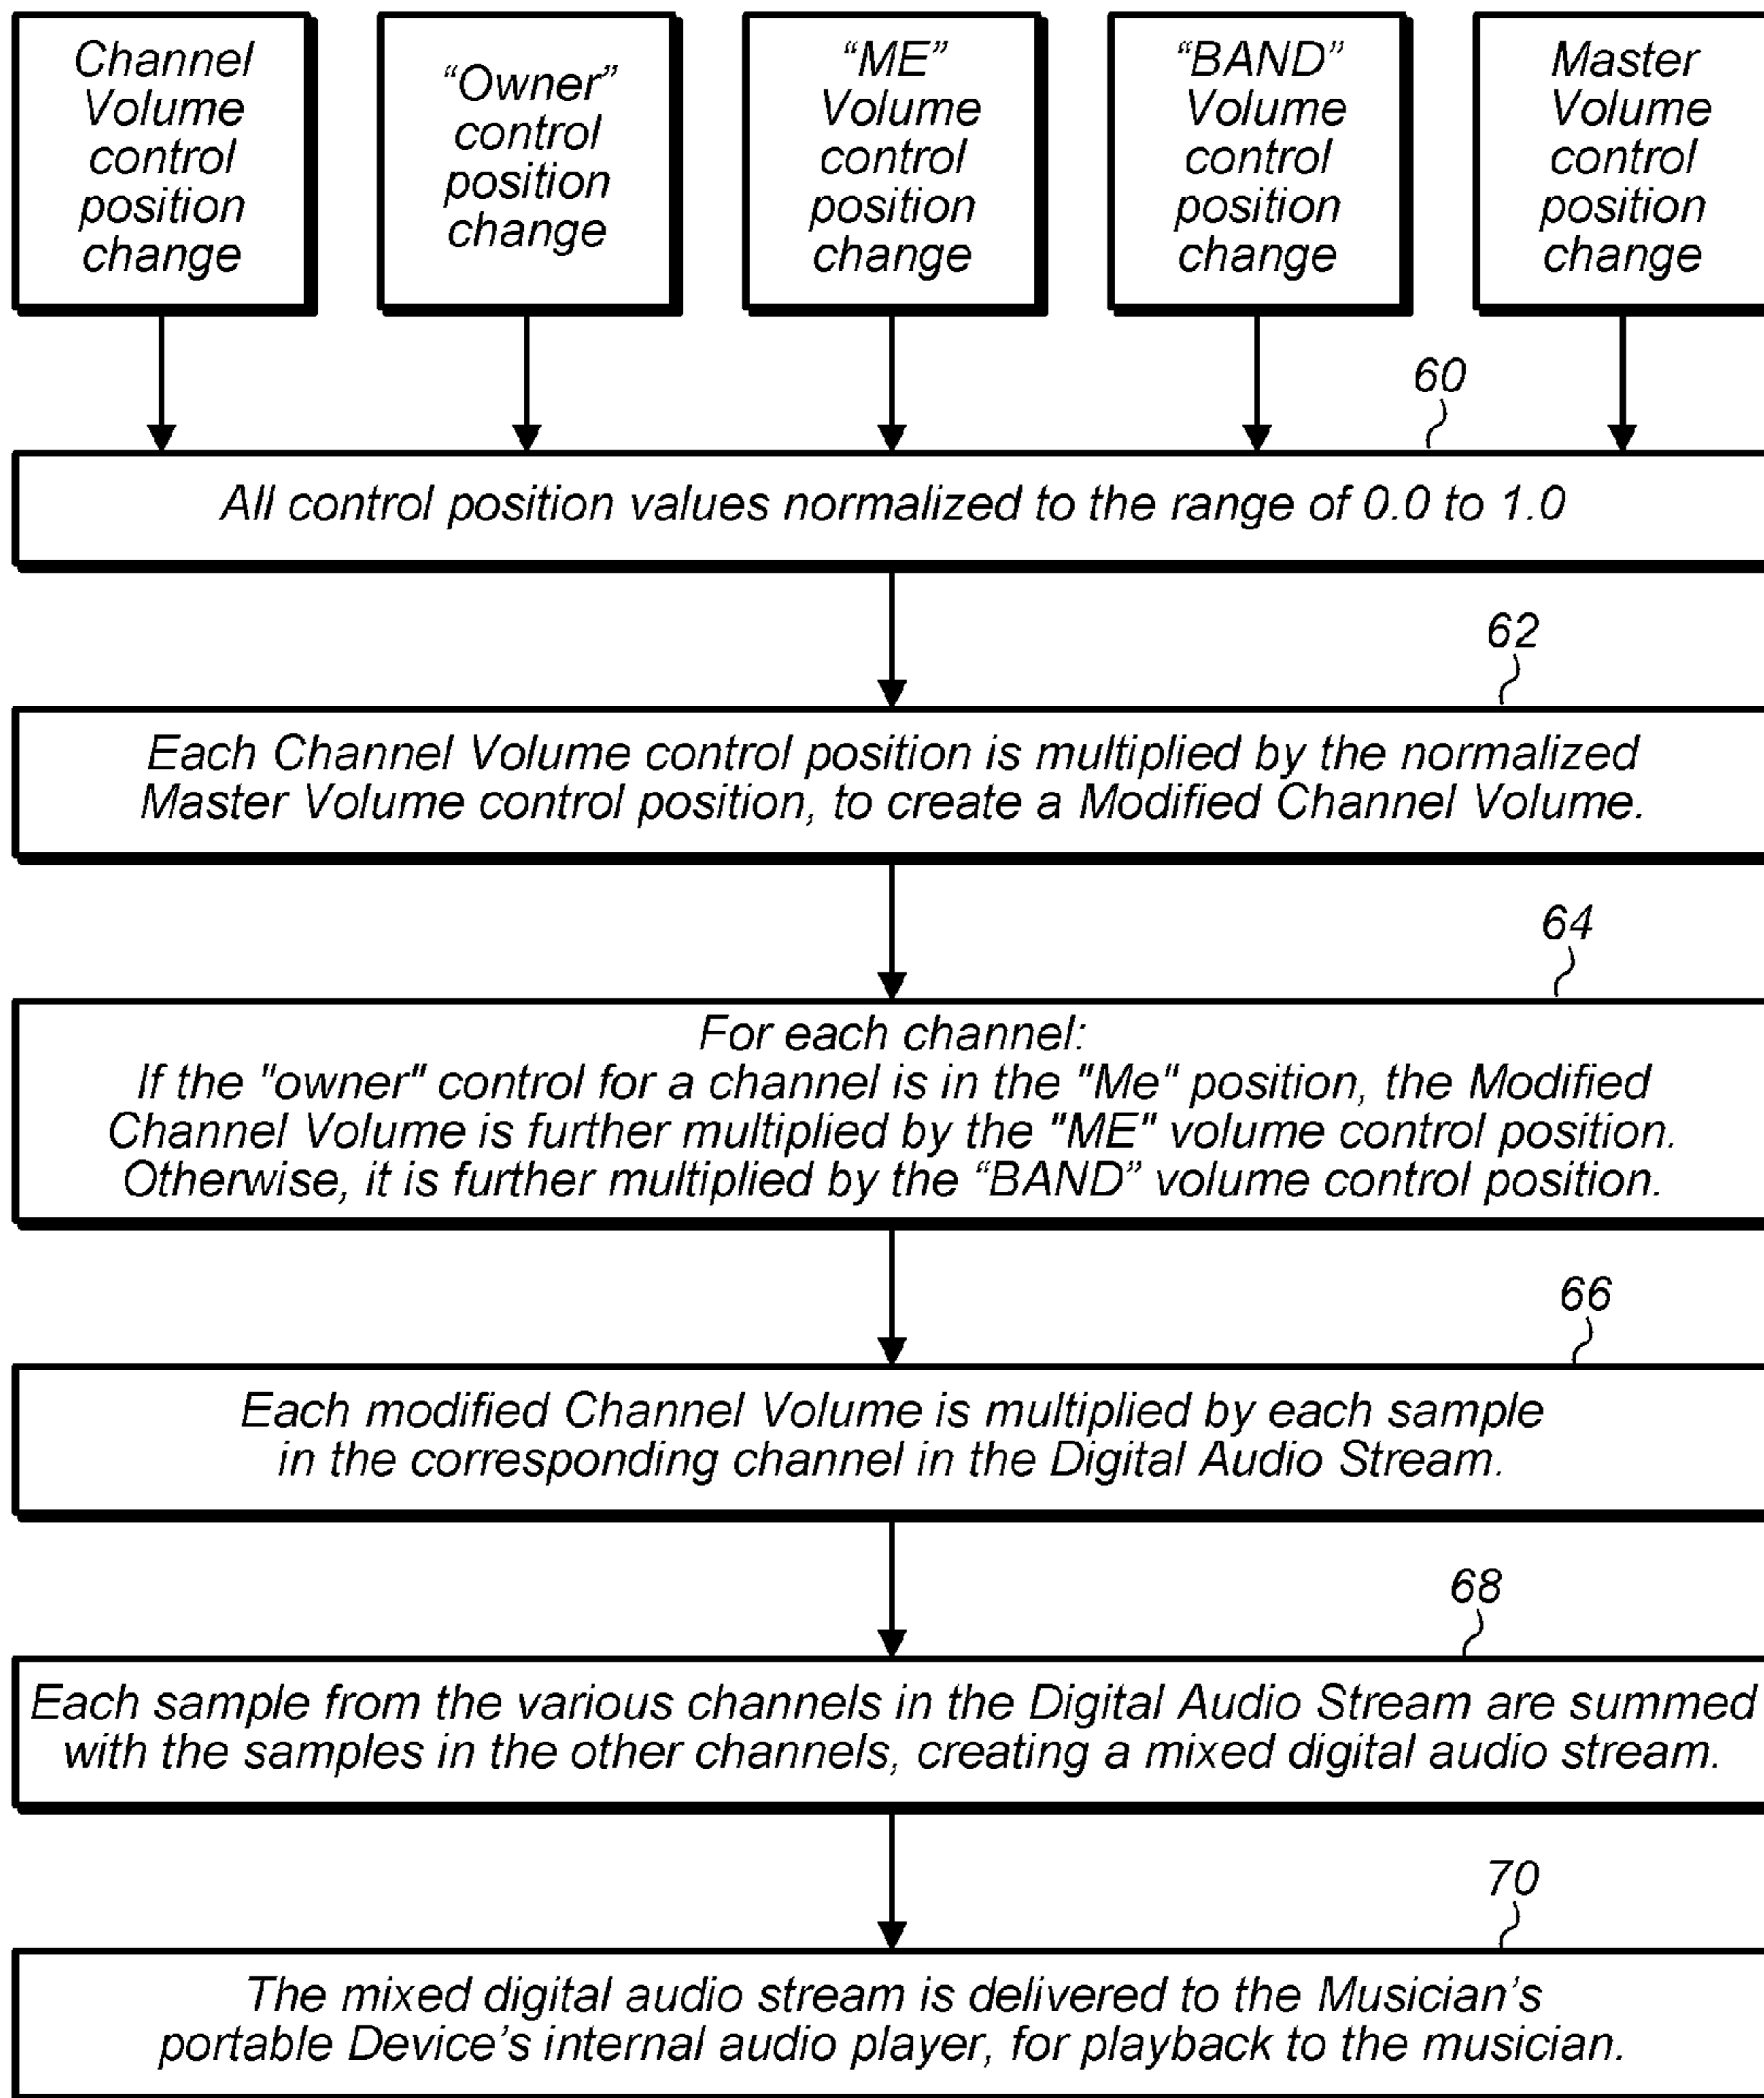 Channel
Volume
control
position
change
“Owner”
control
position
change
“ME”
Volume
control
position
change
“BAND”
Volume
control
position
change
Master
Volume
control
position
change
60
All control position values normalized to the range of 0.0 to 1.0
62
Each Channel Volume control position is multiplied by the normalized
Master Volume control position, to create a Modified Channel Volume.
64
For each channel:
If the "owner" control for a channel is in the "Me" position, the Modified
Channel Volume is further multiplied by the "ME" volume control position.
Otherwise, it is further multiplied by the “BAND” volume control position.
66
Each modified Channel Volume is multiplied by each sample
in the corresponding channel in the Digital Audio Stream.
68
Each sample from the various channels in the Digital Audio Stream are summed
with the samples in the other channels, creating a mixed digital audio stream.
70
The mixed digital audio stream is delivered to the Musician’s
portable Device’s internal audio player, for playback to the musician.